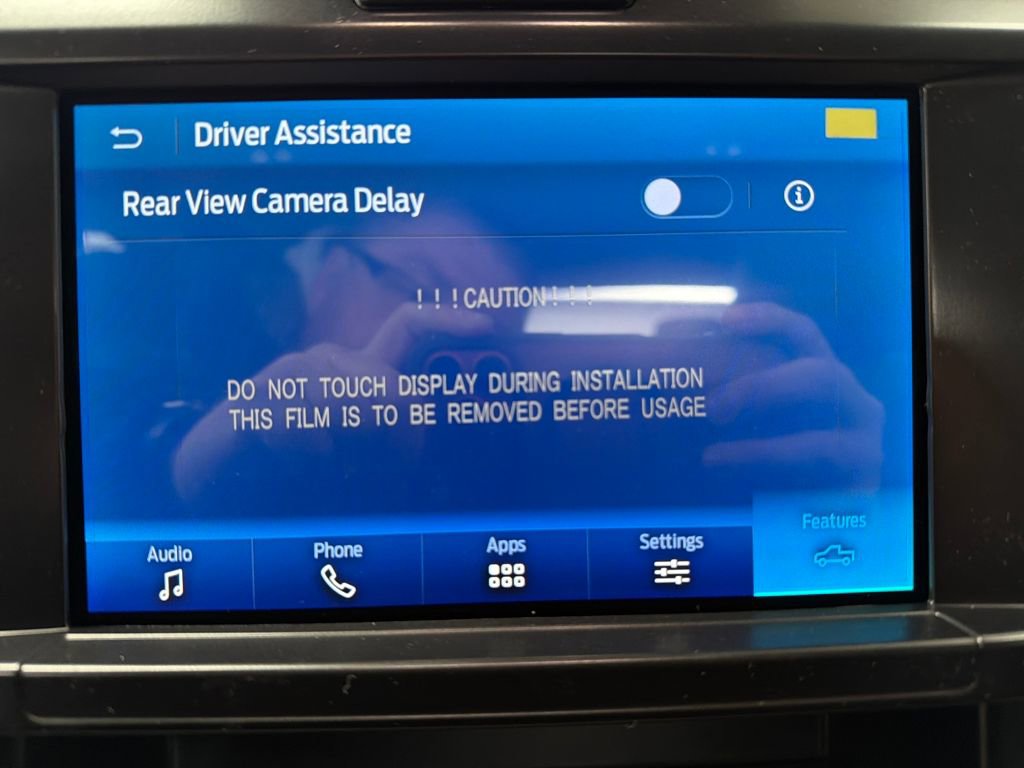 Driver Assistance
Rear View Camera Delay
!!!CAUTION!!!
DO NOT TOUCH DISPLAY DURING INSTALLATION
THIS FILM IS TO BE REMOVED BEFORE USAGE
Audio
Phone
Apps
Settings
Features